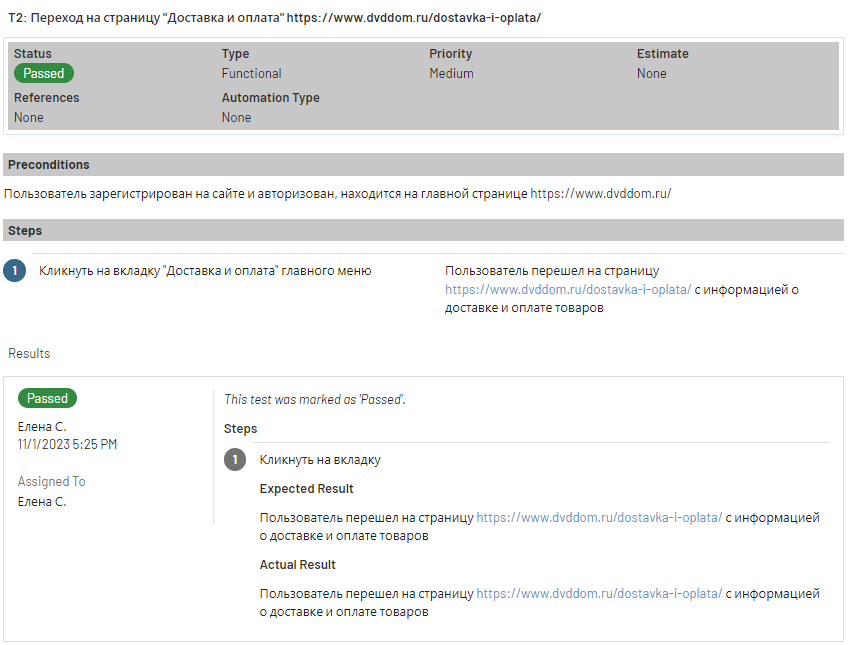 T2: Переход на страницу "Доставка и оплата" https://www.dvddom.ru/dostavka-i-oplata/
Status Type Priority Estimate
Passed Functional Medium None
References Automation Type
None None
Preconditions
Пользователь зарегистрирован на сайте и авторизован, находится на главной странице https://www.dvddom.ru/
Steps
1 Кликнуть на вкладку "Доставка и оплата" главного меню
Пользователь перешел на страницу
https://www.dvddom.ru/dostavka-i-oplata/ с информацией о
доставке и оплате товаров
Results
Passed
Елена С.
11/1/2023 5:25 PM
Assigned To
Елена С.
This test was marked as 'Passed'.
Steps
1 Кликнуть на вкладку
Expected Result
Пользователь перешел на страницу https://www.dvddom.ru/dostavka-i-oplata/ с информацией
о доставке и оплате товаров
Actual Result
Пользователь перешел на страницу https://www.dvddom.ru/dostavka-i-oplata/ с информацией
о доставке и оплате товаров